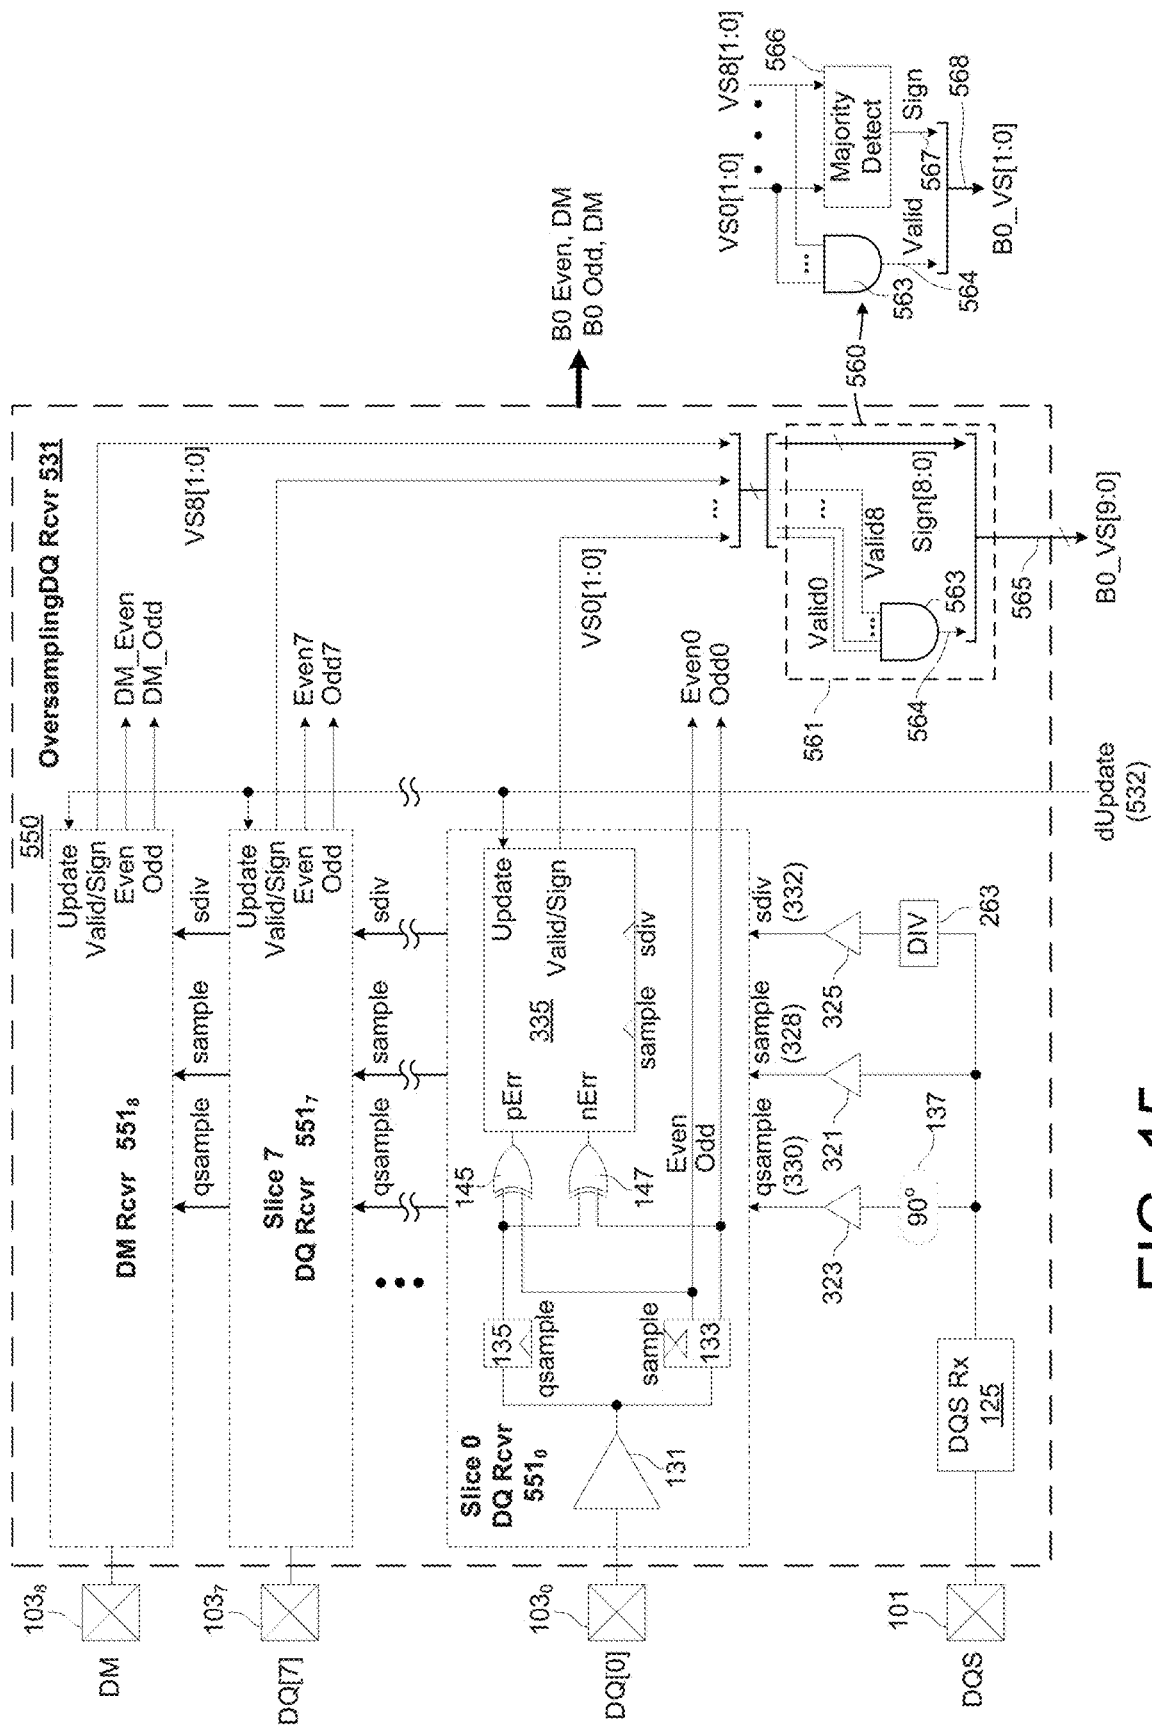 550
OversamplingDQ Rcvr 531
DM
103₈
DM Rcvr 551₈
Update
Valid/Sign
Even
Odd
DM_Even
DM_Odd
VS8[1:0]
qsample
sample
sdiv
DQ[7]
103₇
Slice 7
DQ Rcvr 551₇
Update
Valid/Sign
Even
Odd
Even7
Odd7
qsample
sample
sdiv
DQ[0]
103₀
Slice 0
DQ Rcvr
551₀
131
135
qsample
sample
133
145
147
pErr
nErr
335
Update
Valid/Sign
sample
sdiv
Even
Odd
Even0
Odd0
VS0[1:0]
qsample
(330)
sample
(328)
sdiv
(332)
323
321
325
90°
137
DIV
263
DQS
101
DQS Rx
125
dUpdate
(532)
B0 Even, DM
B0 Odd, DM
561
Valid0
...
Valid8
...
...
Sign[8:0]
563
564
565
B0_VS[9:0]
560
VS0[1:0]
VS8[1:0]
...
563
Majority
Detect
566
Valid
Sign
564
567
568
B0_VS[1:0]